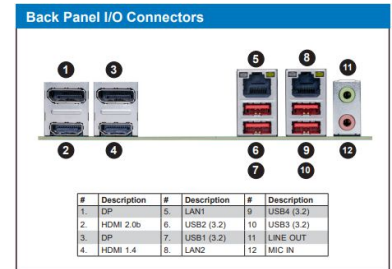 Back Panel I/O Connectors
1 3 5 8 11
2 4 6 9 12
7 10
# Description # Description # Description
1. DP 5. LAN1 9 USB4 (3.2)
2. HDMI 2.0b 6. USB2 (3.2) 10 USB3 (3.2)
3. DP 7. USB1 (3.2) 11 LINE OUT
4. HDMI 1.4 8. LAN2 12 MIC IN